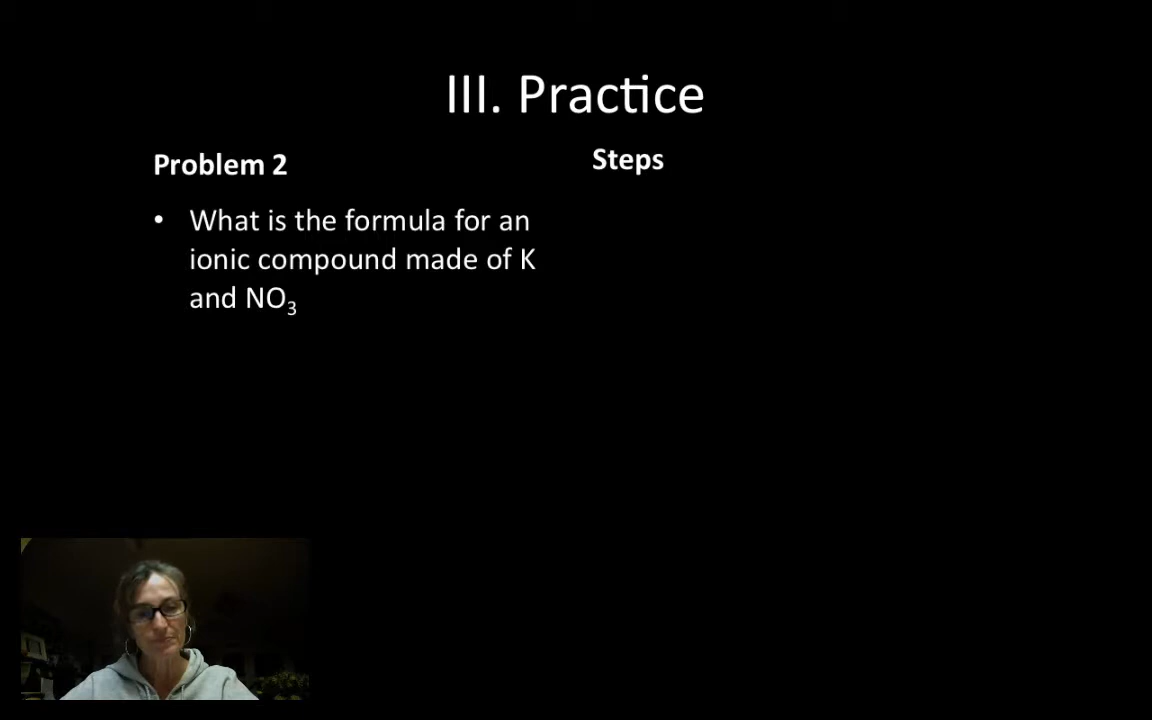 III. Practice
Problem 2
Steps
• What is the formula for an
ionic compound made of K
and NO₃